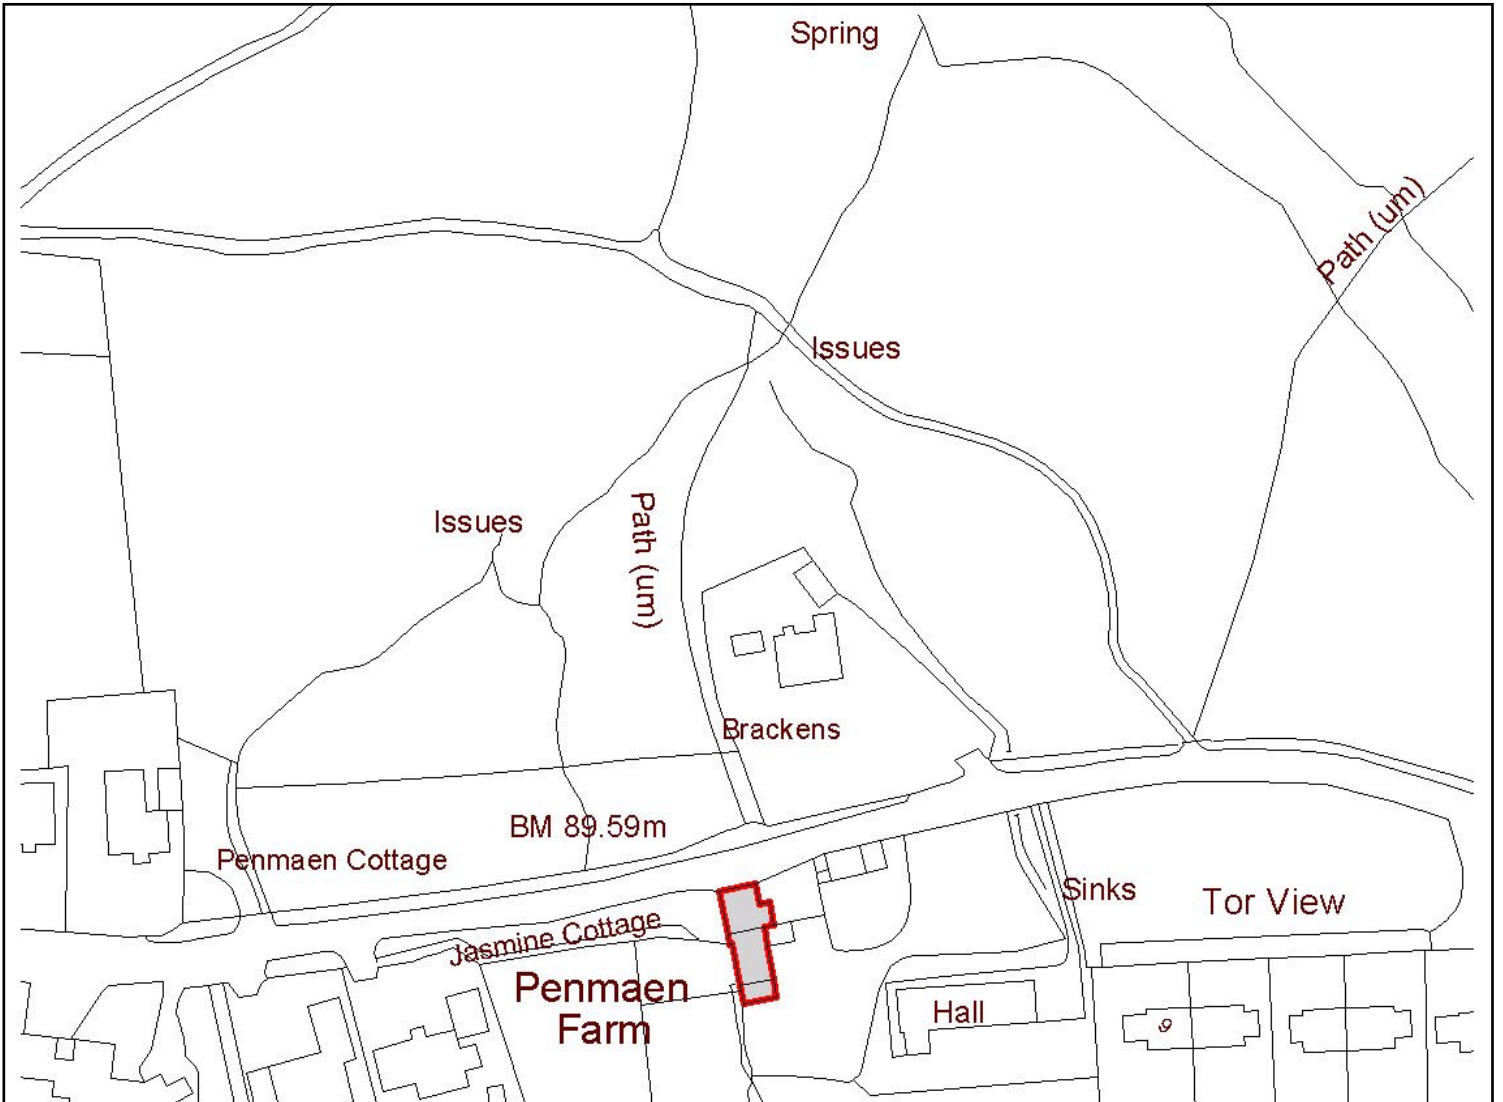 Spring
Path (um)
Issues
Issues
Path (um)
Brackens
BM 89.59m
Penmaen Cottage
Sinks
Tor View
Jasmine Cottage
Penmaen
Farm
Hall
9